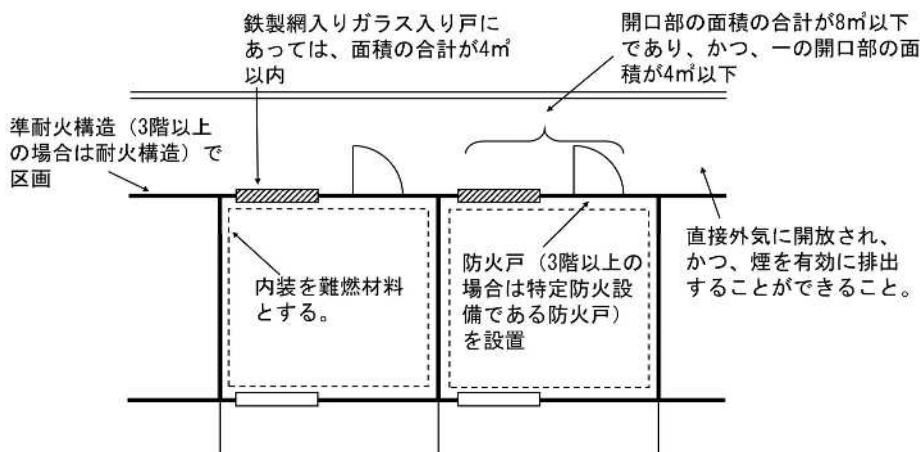 鉄製網入りガラス入り戸に
あっては、面積の合計が4㎡
以内
開口部の面積の合計が8㎡以下
であり、かつ、一の開口部の面
積が4㎡以下
準耐火構造（3階以上
の場合は耐火構造）で
区画
直接外気に開放され、
かつ、煙を有効に排出
することができること。
内装を難燃材料
とする。
防火戸（3階以上の
場合は特定防火設
備である防火戸）
を設置